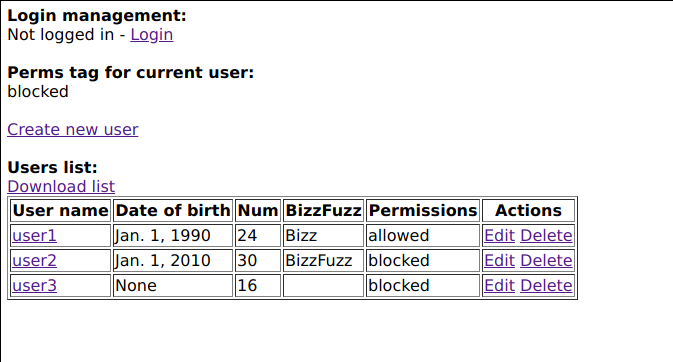 Login management:
Not logged in - Login
Perms tag for current user:
blocked
Create new user
Users list:
Download list
User name Date of birth Num BizzFuzz Permissions Actions
user1 Jan. 1, 1990 24 Bizz allowed Edit Delete
user2 Jan. 1, 2010 30 BizzFuzz blocked Edit Delete
user3 None 16 blocked Edit Delete